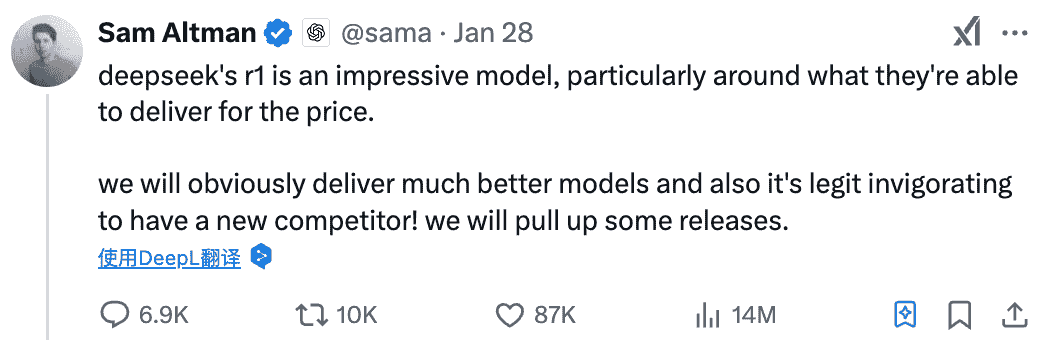 Sam Altman @sama · Jan 28
deepseek's r1 is an impressive model, particularly around what they're able
to deliver for the price.
we will obviously deliver much better models and also it's legit invigorating
to have a new competitor! we will pull up some releases.
使用DeepL翻译
6.9K 10K 87K 14M